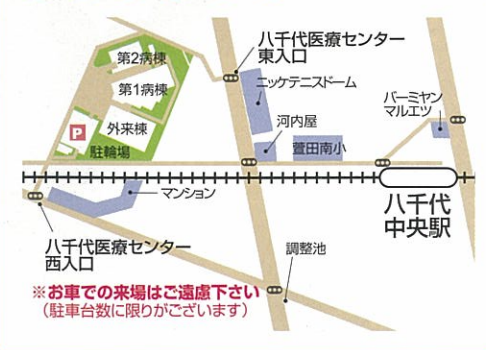 八千代医療センター
東入口
第2病棟
第1病棟
ニッケテニスドーム
バーミヤン
マルエツ
P
外来棟
河内屋
駐輪場
萱田南小
マンション
八千代
中央駅
八千代医療センター
西入口
調整池
※お車での来場はご遠慮下さい
(駐車台数に限りがございます)